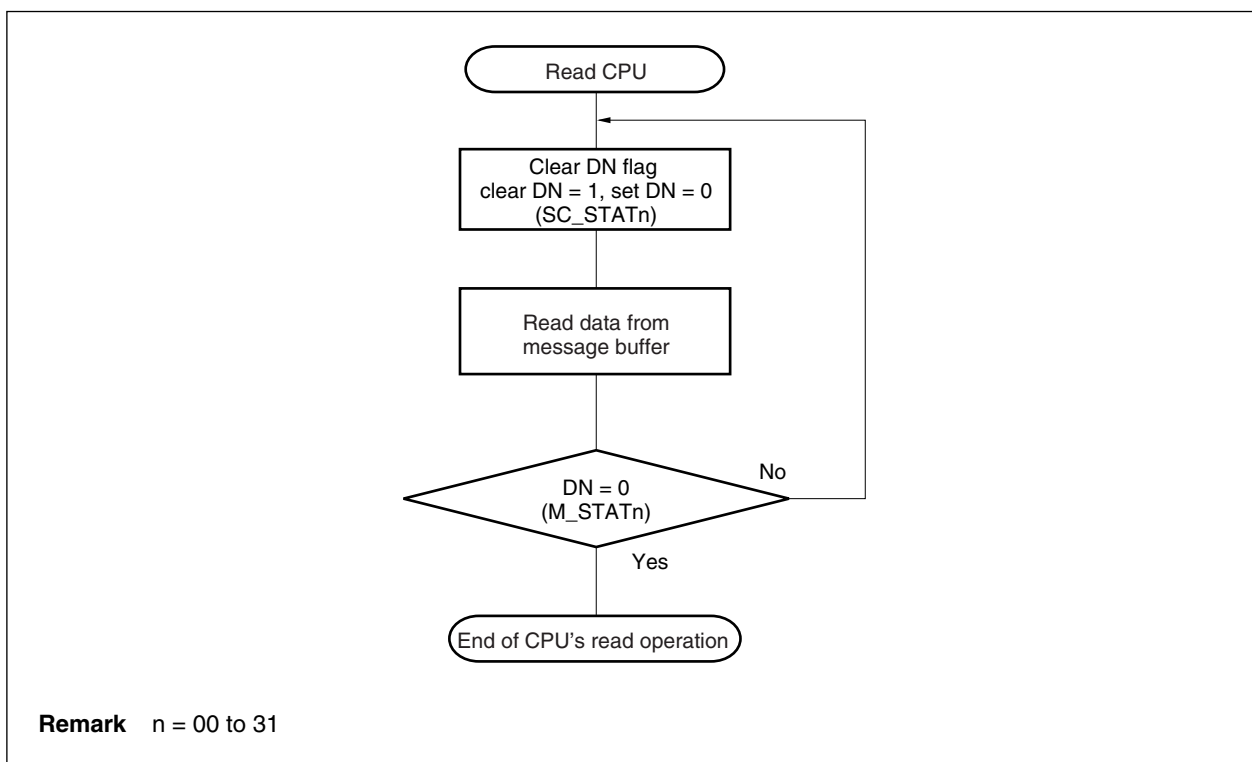 Read CPU
Clear DN flag
clear DN = 1, set DN = 0
(SC_STATn)
Read data from
message buffer
DN = 0
(M_STATn)
No
Yes
End of CPU's read operation
Remark n = 00 to 31